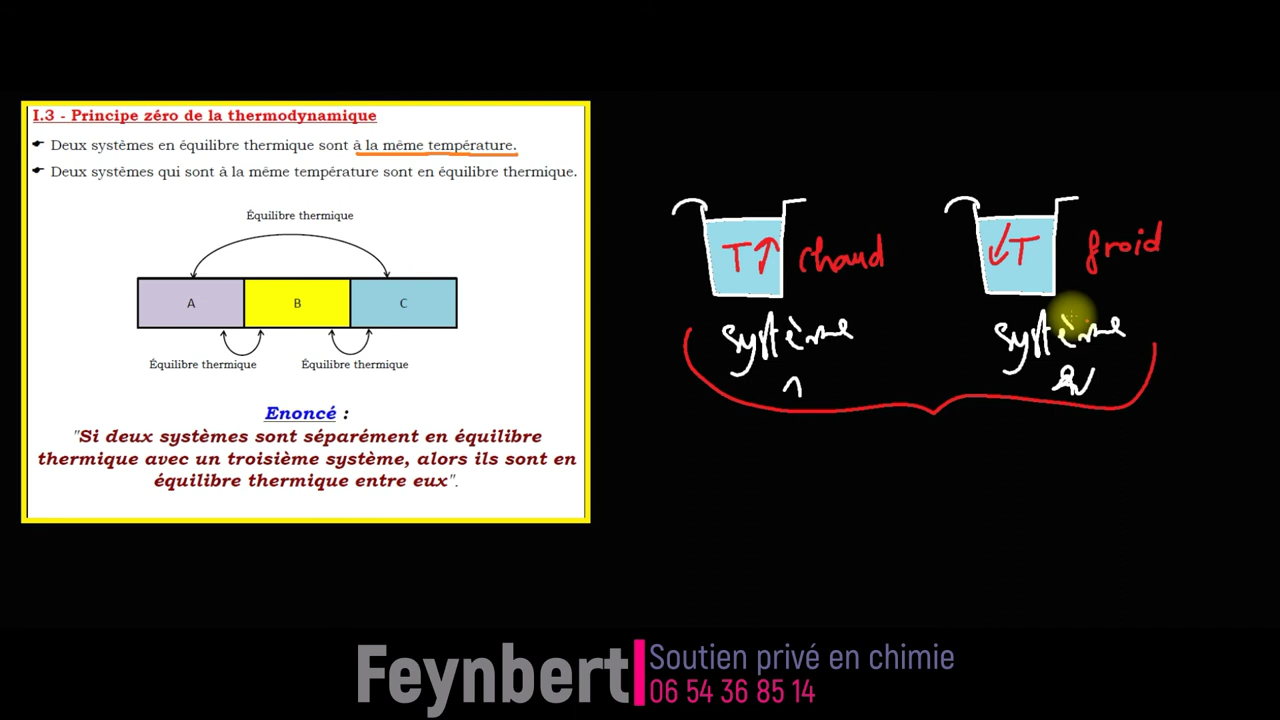 I.3 - Principe zéro de la thermodynamique
☛ Deux systèmes en équilibre thermique sont à la même température.
☛ Deux systèmes qui sont à la même température sont en équilibre thermique.
Équilibre thermique
A B C
Équilibre thermique Équilibre thermique
Enoncé :
"Si deux systèmes sont séparément en équilibre
thermique avec un troisième système, alors ils sont en
équilibre thermique entre eux".
T↑ chaud
↓T froid
système système
1
Feynbert
Soutien privé en chimie
06 54 36 85 14